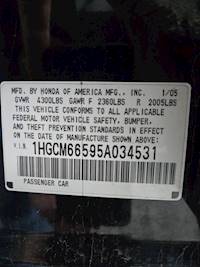 MFD. BY HONDA OF AMERICA MFG., INC. 1/05
GVWR 4300LBS GAWR F 2360LBS R 2005LBS
THIS VEHICLE CONFORMS TO ALL APPLICABLE
FEDERAL MOTOR VEHICLE SAFETY, BUMPER,
AND THEFT PREVENTION STANDARDS IN EFFECT
ON THE DATE OF MANUFACTURE SHOWN ABOVE.
V.I.N. 1HGCM66595A034531
PASSENGER CAR